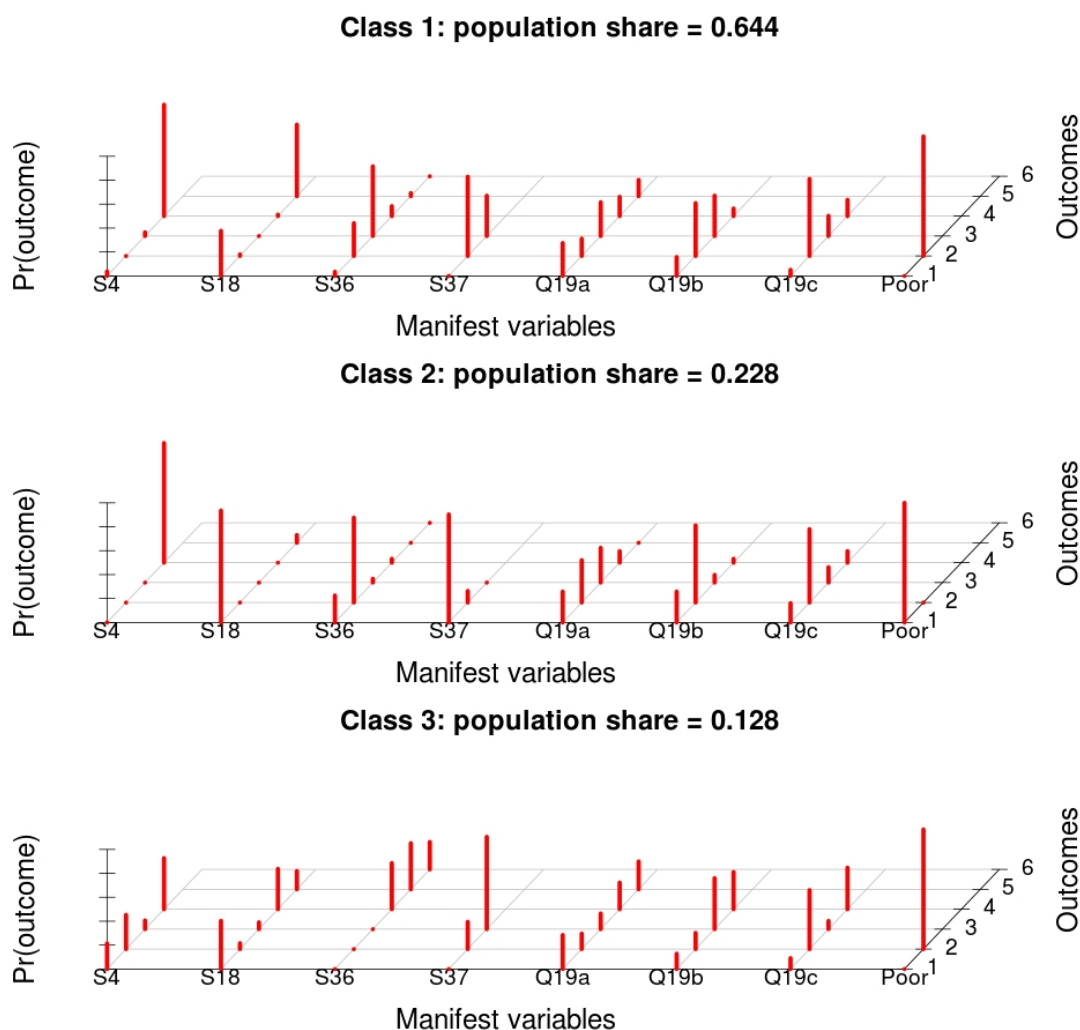 Class 1: population share = 0.644
Pr(outcome)
Outcomes
6
5
4
3
2
1
S4 S18 S36 S37 Q19a Q19b Q19c Poor
Manifest variables
Class 2: population share = 0.228
Pr(outcome)
Outcomes
6
5
4
3
2
1
S4 S18 S36 S37 Q19a Q19b Q19c Poor
Manifest variables
Class 3: population share = 0.128
Pr(outcome)
Outcomes
6
5
4
3
2
1
S4 S18 S36 S37 Q19a Q19b Q19c Poor
Manifest variables